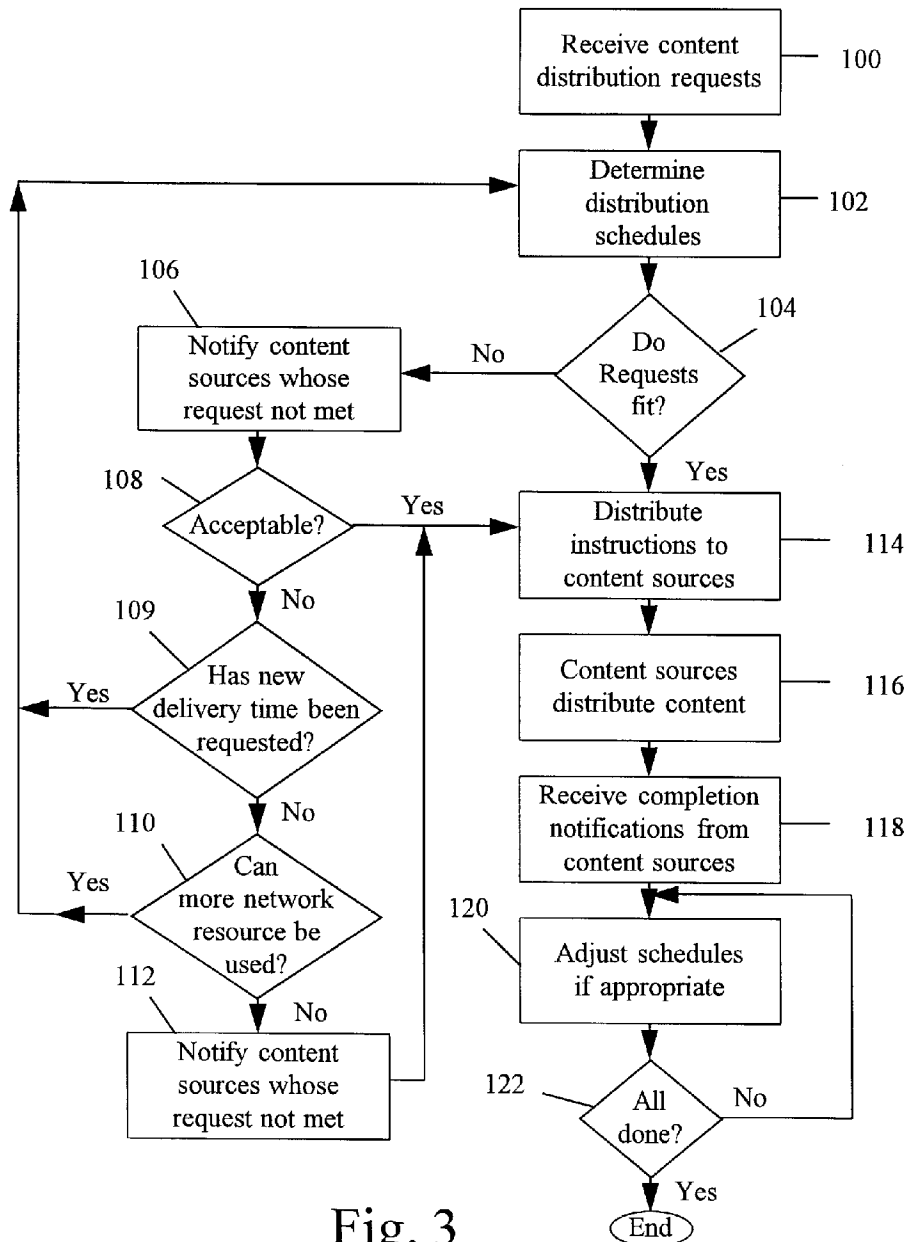 Receive content
distribution requests
100
Determine
distribution
schedules
102
106
104
Notify content
sources whose
request not met
No
Do
Requests
fit?
Yes
108
Acceptable?
Yes
Distribute
instructions to
content sources
114
No
109
Has new
delivery time been
requested?
Yes
Content sources
distribute content
116
No
110
Can
more network
resource be
used?
Yes
Receive completion
notifications from
content sources
118
120
Adjust schedules
if appropriate
112
No
Notify content
sources whose
request not met
122
All
done?
No
Yes
End
Fig. 3